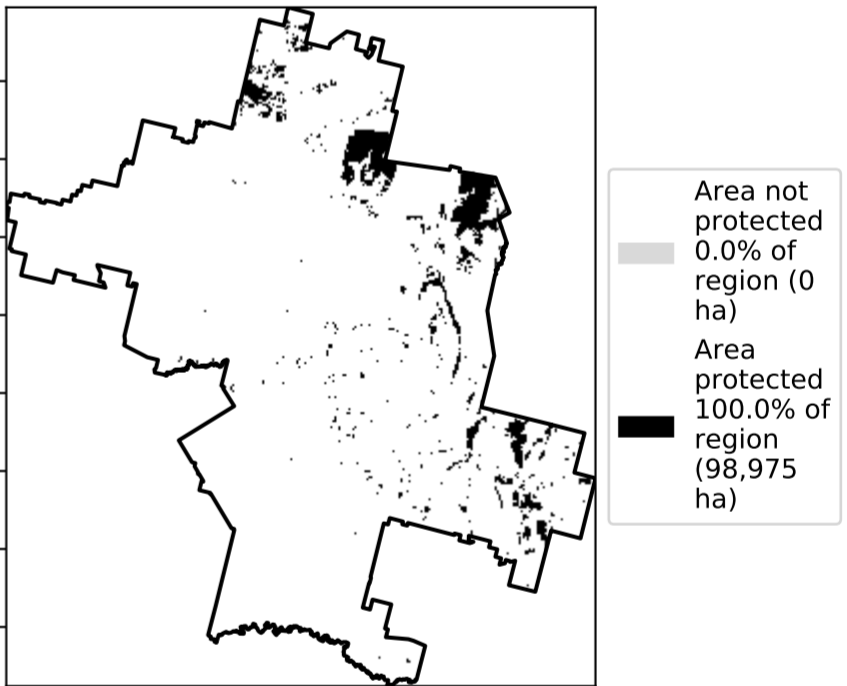 Area not
protected
0.0% of
region (0
ha)
Area
protected
100.0% of
region
(98,975
ha)